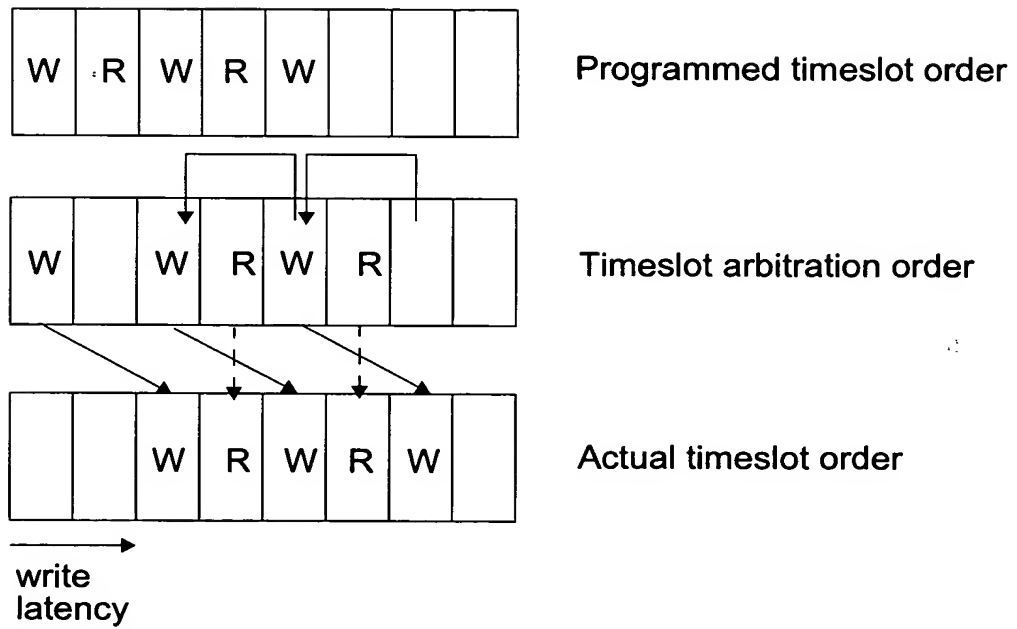 W R W R W Programmed timeslot order
W W R W R Timeslot arbitration order
W R W R W Actual timeslot order
write
latency